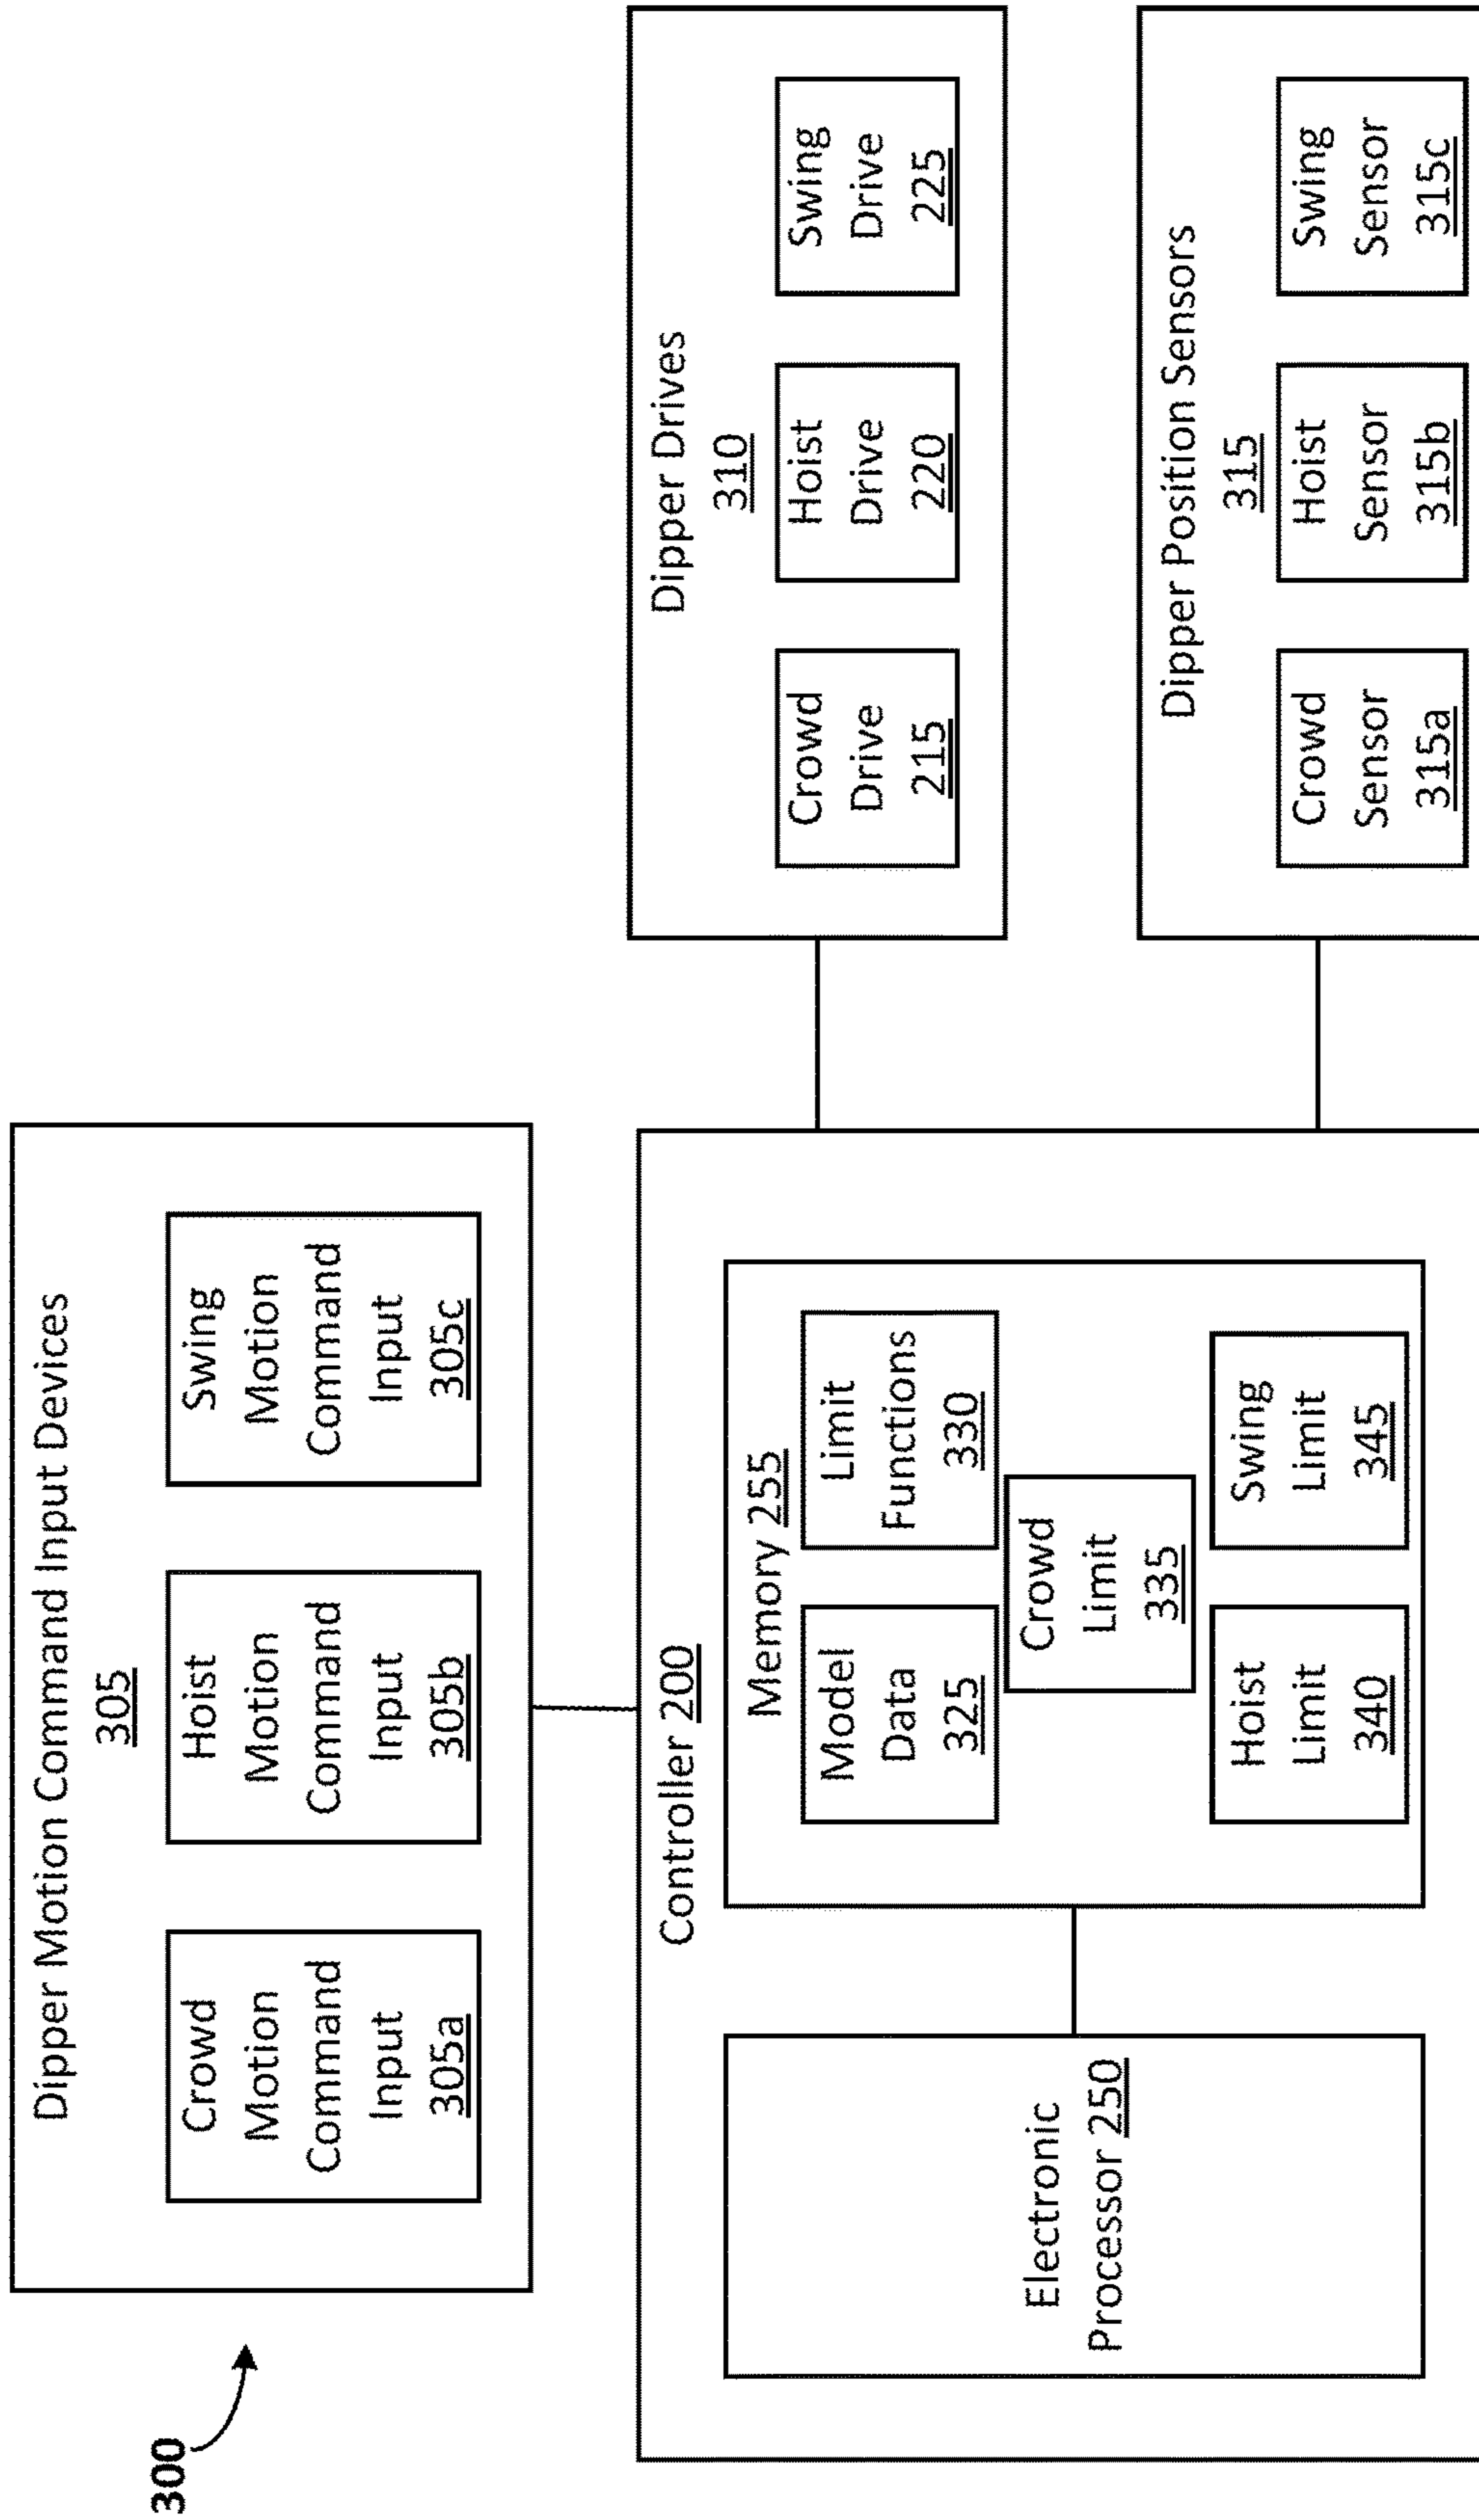 300
Dipper Motion Command Input Devices
305
Crowd
Motion
Command
Input
305a
Hoist
Motion
Command
Input
305b
Swing
Motion
Command
Input
305c
Controller 200
Electronic
Processor 250
Memory 255
Model
Data
325
Limit
Functions
330
Crowd
Limit
335
Hoist
Limit
340
Swing
Limit
345
Dipper Drives
310
Crowd
Drive
215
Hoist
Drive
220
Swing
Drive
225
Dipper Position Sensors
315
Crowd
Sensor
315a
Hoist
Sensor
315b
Swing
Sensor
315c